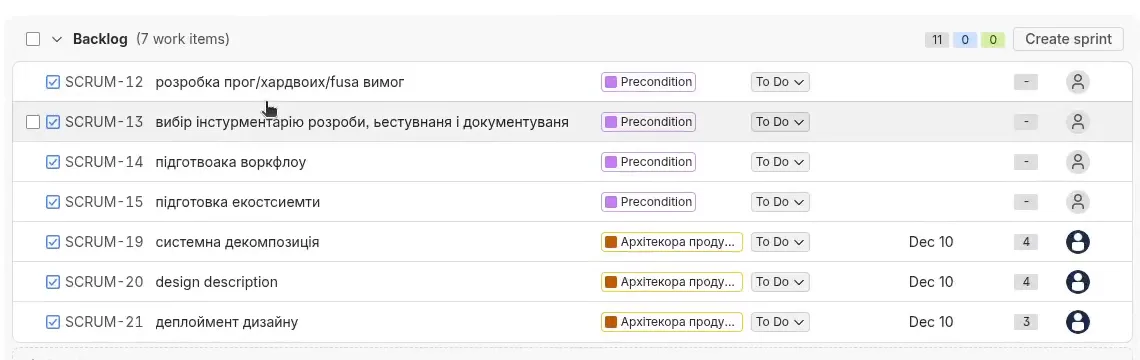 Backlog (7 work items) 11 0 0 Create sprint
SCRUM-12 розробка прог/хардвоих/fusa вимог Precondition To Do -
SCRUM-13 вибір інстурментарію розроби, ьестувнаня і документуваня Precondition To Do -
SCRUM-14 підготвоака воркфлоу Precondition To Do -
SCRUM-15 підготовка екостсиемти Precondition To Do -
SCRUM-19 системна декомпозиція Архітекора проду... To Do Dec 10 4
SCRUM-20 design description Архітекора проду... To Do Dec 10 4
SCRUM-21 деплоймент дизайну Архітекора проду... To Do Dec 10 3